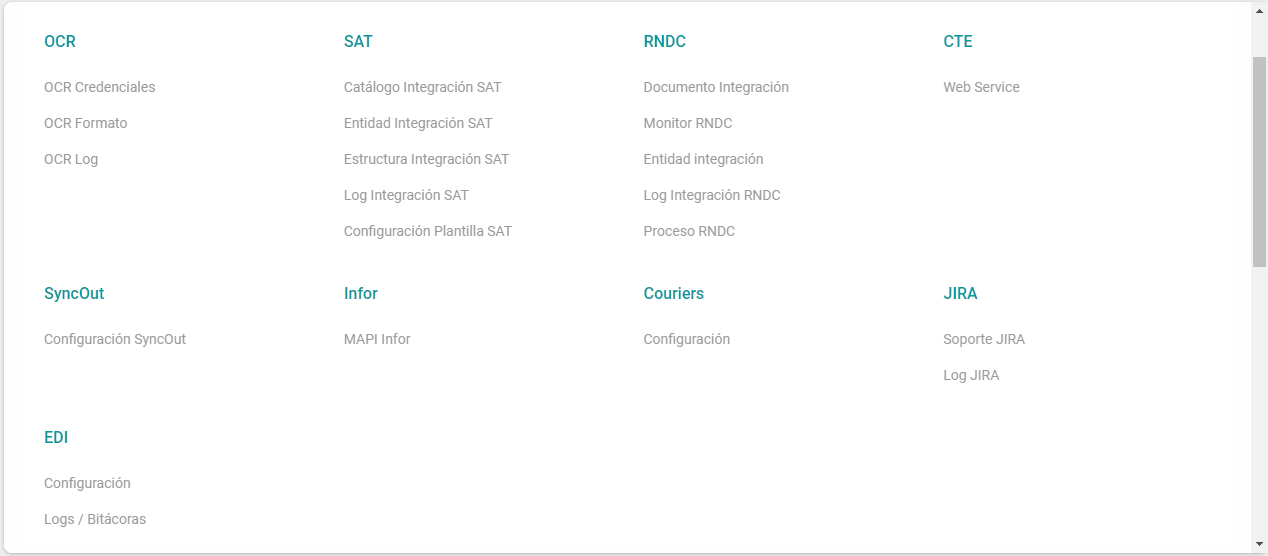 OCR
OCR Credenciales
OCR Formato
OCR Log
SAT
Catálogo Integración SAT
Entidad Integración SAT
Estructura Integración SAT
Log Integración SAT
Configuración Plantilla SAT
RNDC
Documento Integración
Monitor RNDC
Entidad integración
Log Integración RNDC
Proceso RNDC
CTE
Web Service
SyncOut
Configuración SyncOut
Infor
MAPI Infor
Couriers
Configuración
JIRA
Soporte JIRA
Log JIRA
EDI
Configuración
Logs / Bitácoras